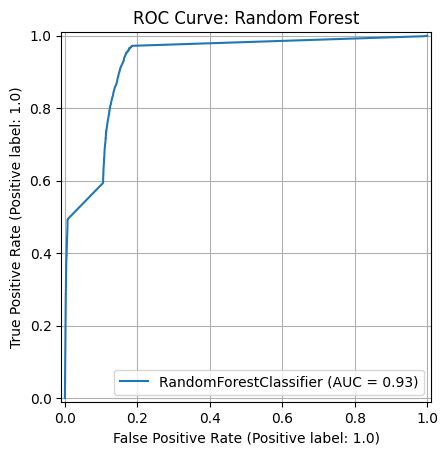 ROC Curve: Random Forest
True Positive Rate (Positive label: 1.0)
1.0
0.8
0.6
0.4
0.2
0.0
RandomForestClassifier (AUC = 0.93)
0.0 0.2 0.4 0.6 0.8 1.0
False Positive Rate (Positive label: 1.0)